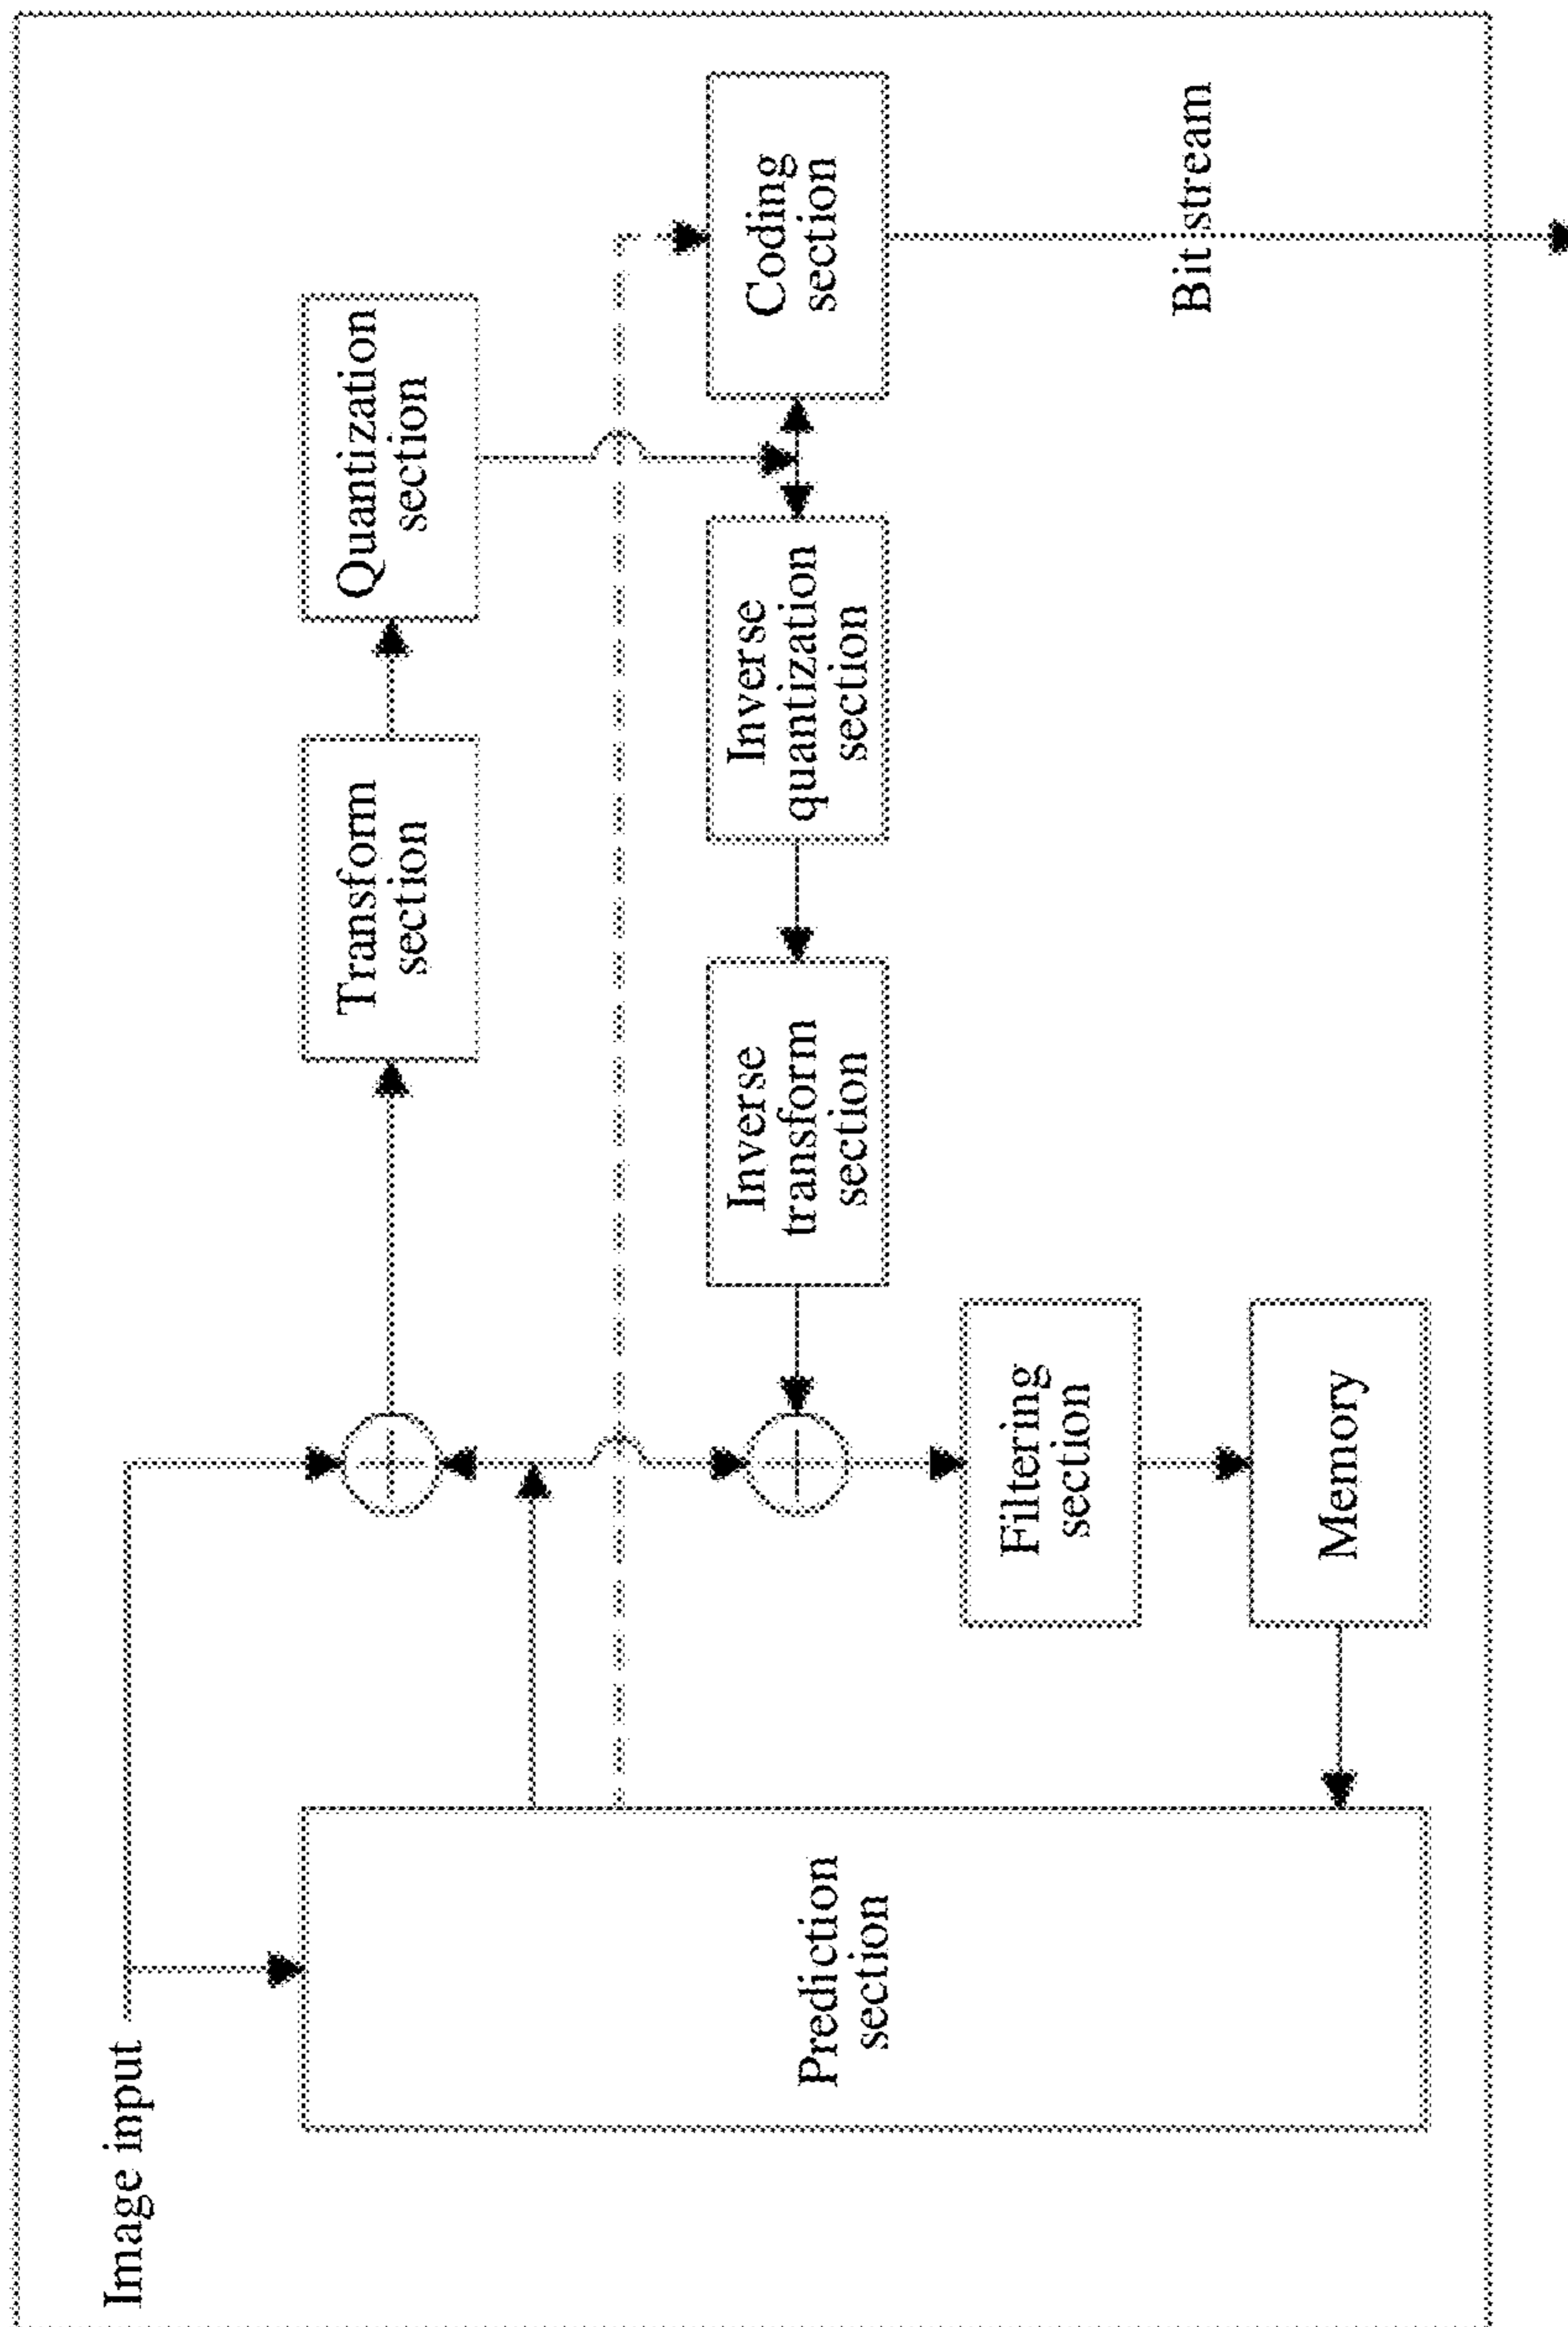 Image input
Prediction
section
Transform
section
Quantization
section
Inverse
transform
section
Inverse
quantization
section
Coding
section
Filtering
section
Memory
Bit stream